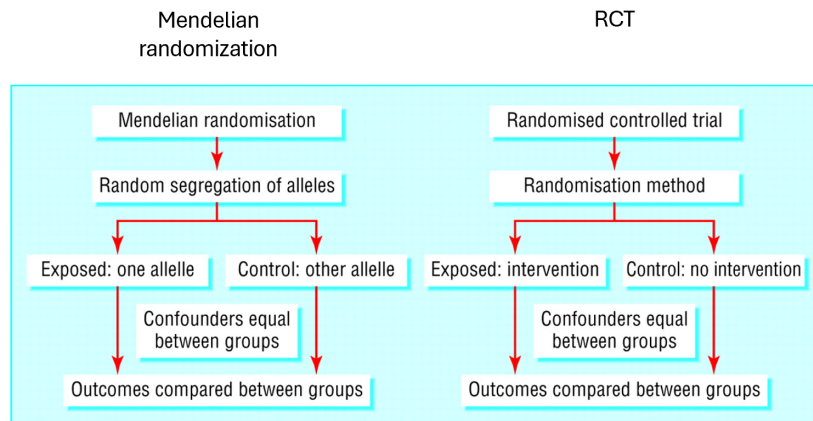 Mendelian
randomization
RCT
Mendelian randomisation
Random segregation of alleles
Exposed: one allelle
Control: other allelle
Confounders equal
between groups
Outcomes compared between groups
Randomised controlled trial
Randomisation method
Exposed: intervention
Control: no intervention
Confounders equal
between groups
Outcomes compared between groups